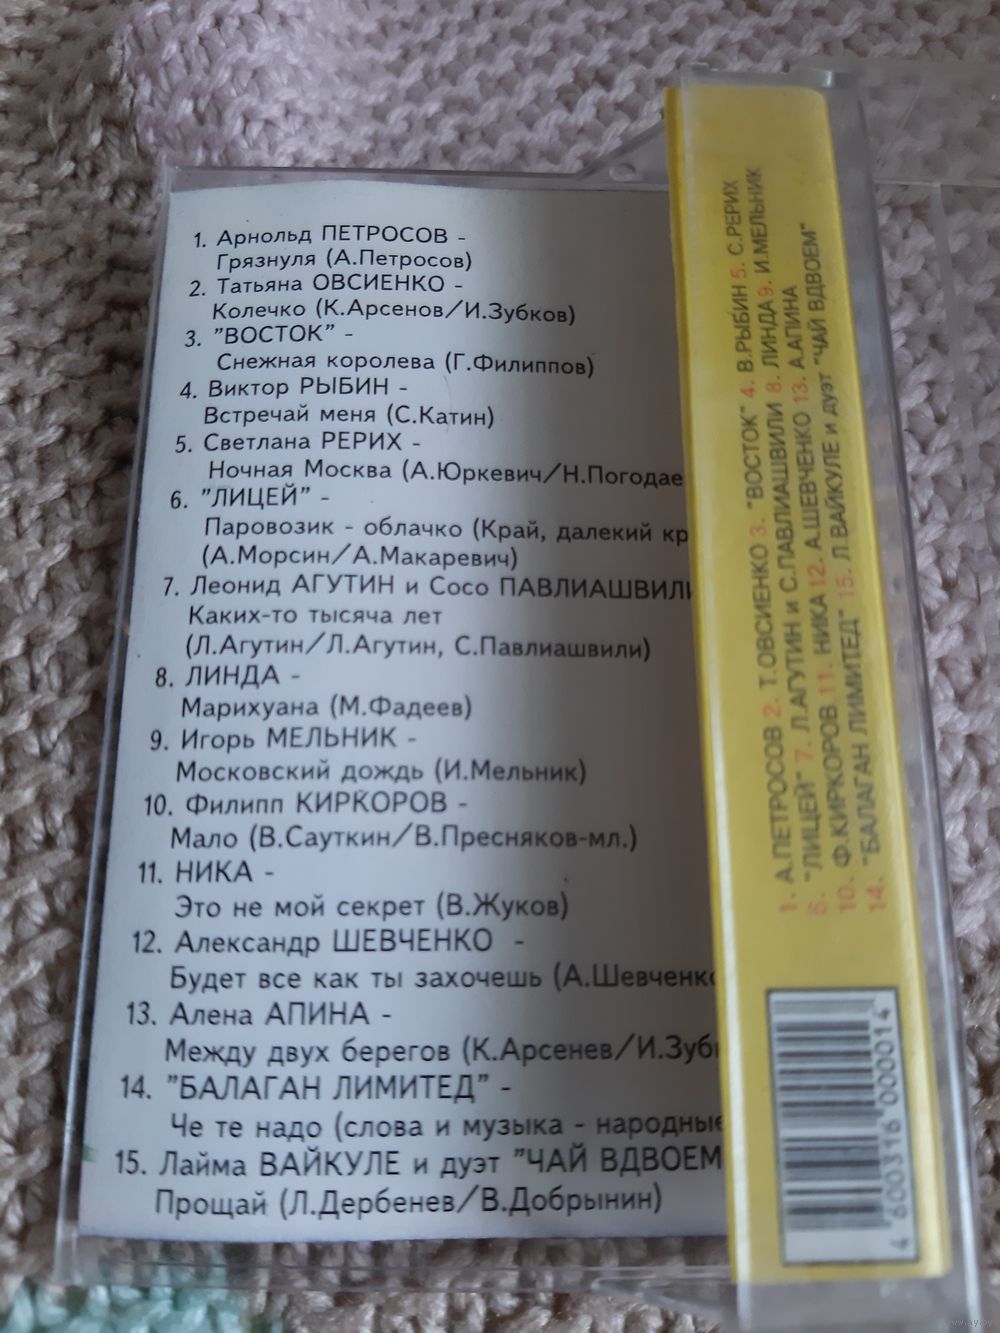 1. Арнольд ПЕТРОСОВ -
Грязнуля (А.Петросов)
2. Татьяна ОВСИЕНКО -
Колечко (К.Арсенов/И.Зубков)
3. "ВОСТОК" -
Снежная королева (Г.Филиппов)
4. Виктор РЫБИН -
Встречай меня (С.Катин)
5. Светлана РЕРИХ -
Ночная Москва (А.Юркевич/Н.Погодае
6. "ЛИЦЕЙ" -
Паровозик - облачко (Край, далекий кр
(А.Морсин/А.Макаревич)
7. Леонид АГУТИН и Сосо ПАВЛИАШВИЛИ
Каких-то тысяча лет
(Л.Агутин/Л.Агутин, С.Павлиашвили)
8. ЛИНДА -
Марихуана (М.Фадеев)
9. Игорь МЕЛЬНИК -
Московский дождь (И.Мельник)
10. Филипп КИРКОРОВ -
Мало (В.Сауткин/В.Пресняков-мл.)
11. НИКА -
Это не мой секрет (В.Жуков)
12. Александр ШЕВЧЕНКО -
Будет все как ты захочешь (А.Шевченко
13. Алена АПИНА -
Между двух берегов (К.Арсенев/И.Зубк
14. "БАЛАГАН ЛИМИТЕД" -
Че те надо (слова и музыка - народные
15. Лайма ВАЙКУЛЕ и дуэт "ЧАЙ ВДВОЕМ
Прощай (Л.Дербенев/В.Добрынин)
1. А.ПЕТРОСОВ 2. Т.ОВСИЕНКО 3. "ВОСТОК" 4. В.РЫБИН 5. С.РЕРИХ
6. "ЛИЦЕЙ" 7. Л.АГУТИН и С.ПАВЛИАШВИЛИ 8. ЛИНДА 9. И.МЕЛЬНИК
10. Ф.КИРКОРОВ 11. НИКА 12. А.ШЕВЧЕНКО 13. А.АПИНА
14. "БАЛАГАН ЛИМИТЕД" 15. Л.ВАЙКУЛЕ и дуэт "ЧАЙ ВДВОЕМ"
4 600316 000014